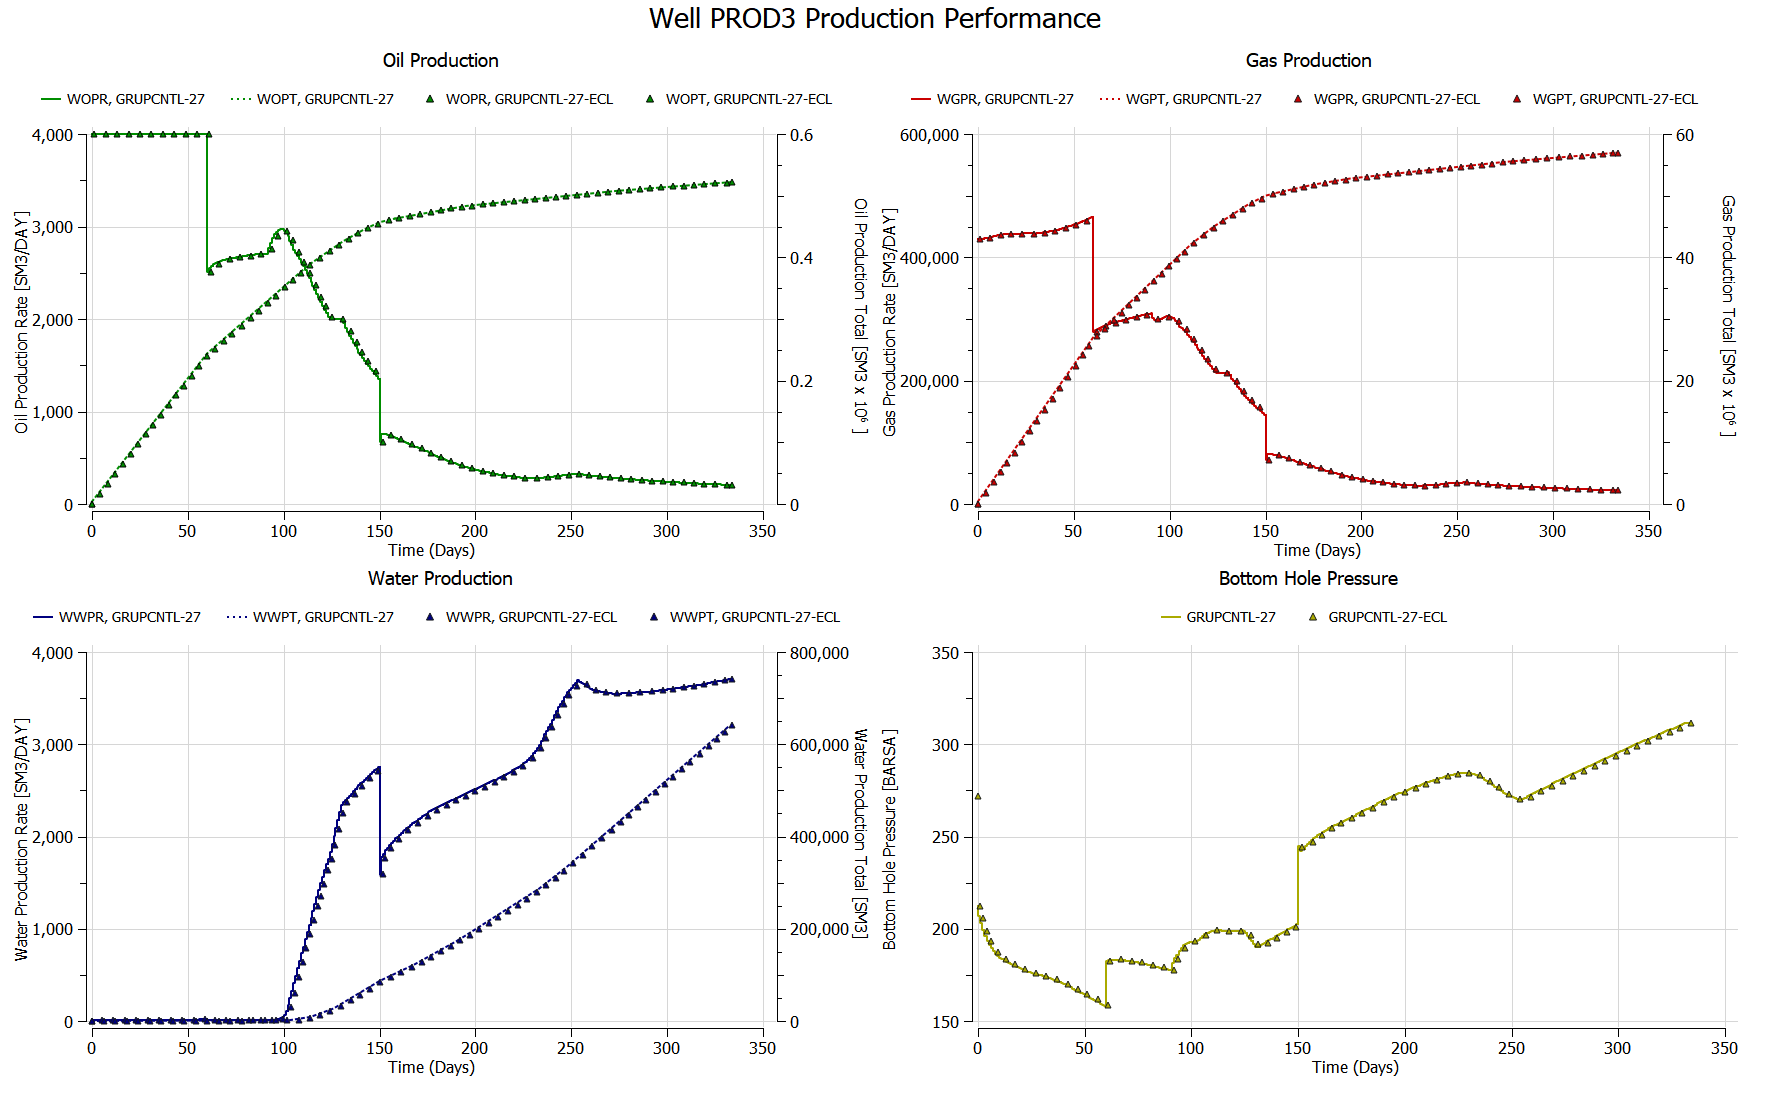 Well PROD3 Production Performance
Oil Production
WOPR, GRUPCNTL-27 WOPT, GRUPCNTL-27 WOPR, GRUPCNTL-27-ECL WOPT, GRUPCNTL-27-ECL
4,000
3,000
2,000
1,000
0
Oil Production Rate [SM3/DAY]
0.6
0.4
0.2
0
Oil Production Total [SM3 x 10⁶ ]
0 50 100 150 200 250 300 350
Time (Days)
Gas Production
WGPR, GRUPCNTL-27 WGPT, GRUPCNTL-27 WGPR, GRUPCNTL-27-ECL WGPT, GRUPCNTL-27-ECL
600,000
400,000
200,000
0
Gas Production Rate [SM3/DAY]
60
40
20
0
Gas Production Total [SM3 x 10⁶ ]
0 50 100 150 200 250 300 350
Time (Days)
Water Production
WWPR, GRUPCNTL-27 WWPT, GRUPCNTL-27 WWPR, GRUPCNTL-27-ECL WWPT, GRUPCNTL-27-ECL
4,000
3,000
2,000
1,000
0
Water Production Rate [SM3/DAY]
800,000
600,000
400,000
200,000
0
Water Production Total [SM3]
0 50 100 150 200 250 300 350
Time (Days)
Bottom Hole Pressure
GRUPCNTL-27 GRUPCNTL-27-ECL
350
300
250
200
150
Bottom Hole Pressure [BARSA]
0 50 100 150 200 250 300 350
Time (Days)